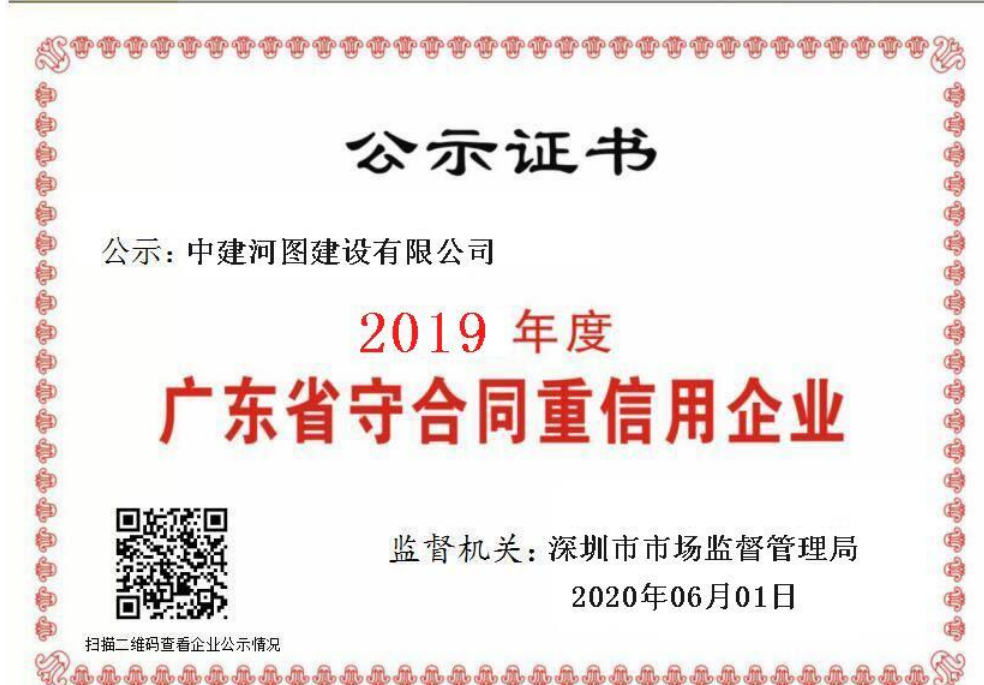 公示证书
公示：中建河图建设有限公司
2019 年度
广东省守合同重信用企业
监督机关：深圳市市场监督管理局
2020年06月01日
扫描二维码查看企业公示情况